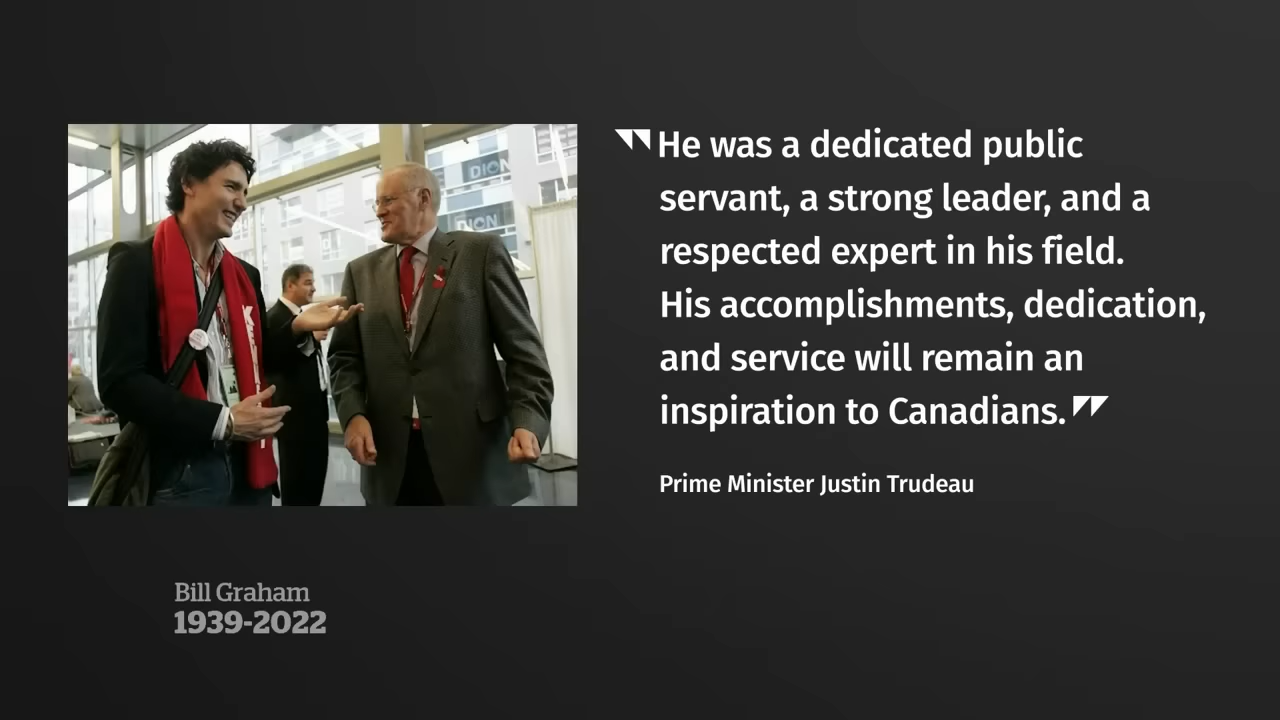 DION
DION
"He was a dedicated public
servant, a strong leader, and a
respected expert in his field.
His accomplishments, dedication,
and service will remain an
inspiration to Canadians."
Prime Minister Justin Trudeau
Bill Graham
1939-2022